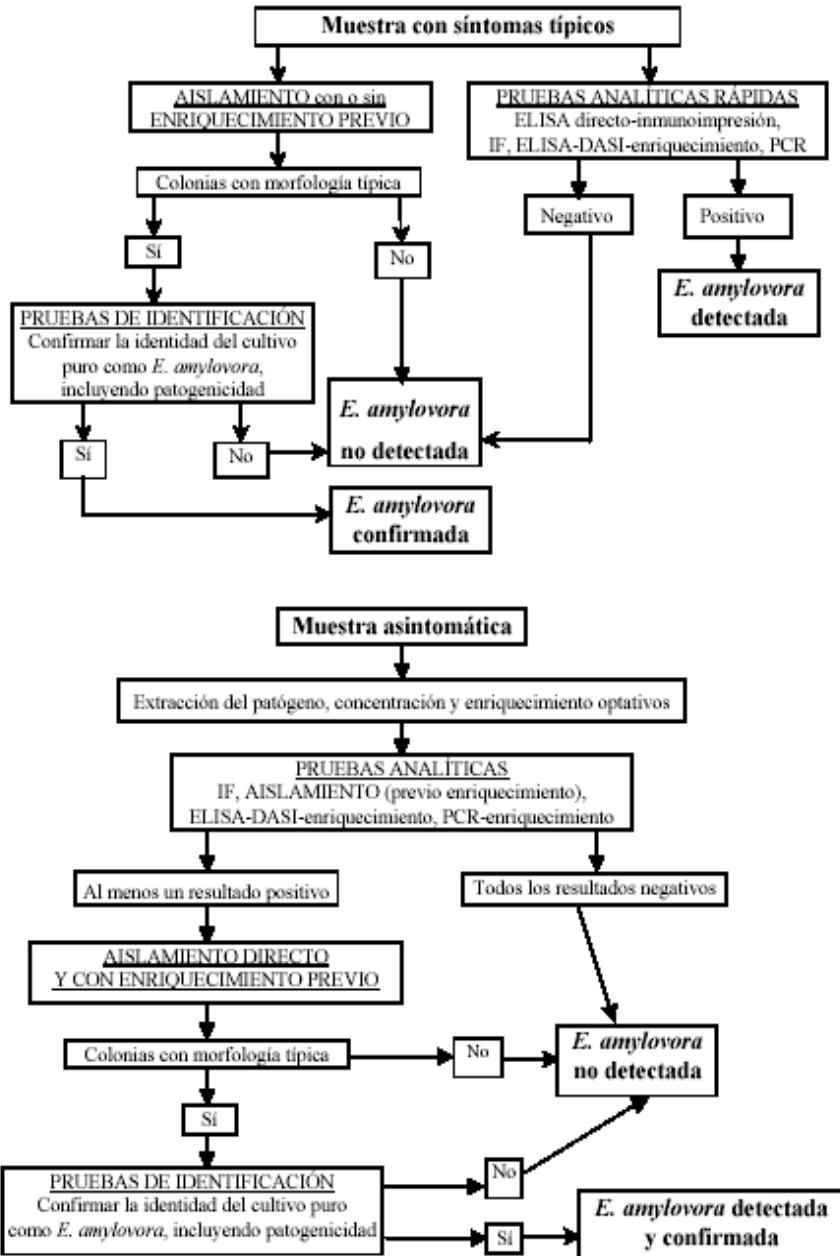 Muestra con síntomas típicos
AISLAMIENTO con o sin
ENRIQUECIMIENTO PREVIO
PRUEBAS ANALÍTICAS RÁPIDAS
ELISA directo-inmunoimpresión,
IF, ELISA-DASI-enriquecimiento, PCR
Colonias con morfología típica
Negativo
Positivo
Sí
No
E. amylovora
detectada
PRUEBAS DE IDENTIFICACIÓN
Confirmar la identidad del cultivo
puro como E. amylovora,
incluyendo patogenicidad
E. amylovora
no detectada
Sí
No
E. amylovora
confirmada
Muestra asintomática
Extracción del patógeno, concentración y enriquecimiento optativos
PRUEBAS ANALÍTICAS
IF, AISLAMIENTO (previo enriquecimiento),
ELISA-DASI-enriquecimiento, PCR-enriquecimiento
Al menos un resultado positivo
Todos los resultados negativos
AISLAMIENTO DIRECTO
Y CON ENRIQUECIMIENTO PREVIO
Colonias con morfología típica
No
E. amylovora
no detectada
Sí
PRUEBAS DE IDENTIFICACIÓN
Confirmar la identidad del cultivo puro
como E. amylovora, incluyendo patogenicidad
No
Sí
E. amylovora detectada
y confirmada